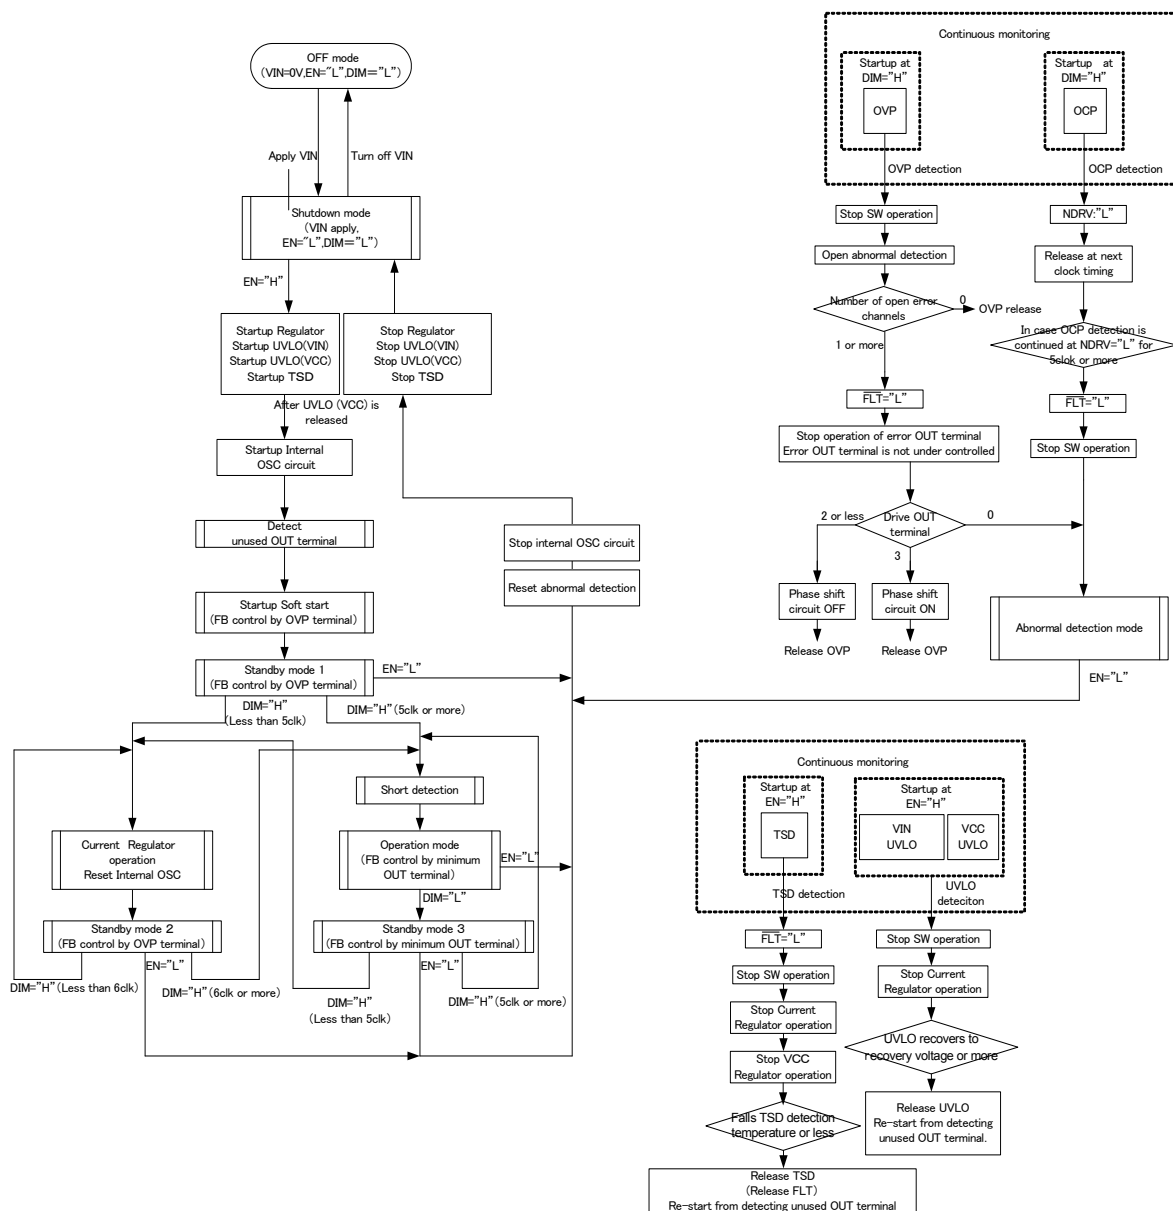 OFF mode
(VIN=0V,EN="L",DIM="L")
Apply VIN
Turn off VIN
Shutdown mode
(VIN apply,
EN="L",DIM="L")
EN="H"
Startup Regulator
Startup UVLO(VIN)
Startup UVLO(VCC)
Startup TSD
Stop Regulator
Stop UVLO(VIN)
Stop UVLO(VCC)
Stop TSD
After UVLO (VCC) is
released
Startup Internal
OSC circuit
Detect
unused OUT terminal
Stop internal OSC circuit
Reset abnormal detection
Startup Soft start
(FB control by OVP terminal)
Standby mode 1
(FB control by OVP terminal)
EN="L"
DIM="H"
(Less than 5clk)
DIM="H"(5clk or more)
Short detection
Current Regulator
operation
Reset Internal OSC
Operation mode
(FB control by minimum
OUT terminal)
EN="L"
DIM="L"
Standby mode 2
(FB control by OVP terminal)
Standby mode 3
(FB control by minimum OUT terminal)
EN="L"
EN="L"
DIM="H"(Less than 6clk)
DIM="H"(6clk or more)
DIM="H"
(Less than 5clk)
DIM="H"(5clk or more)
Continuous monitoring
Startup at
DIM="H"
OVP
Startup at
DIM="H"
OCP
OVP detection
OCP detection
Stop SW operation
NDRV:"L"
Open abnormal detection
Release at next
clock timing
Number of open error
channels
0
OVP release
1 or more
In case OCP detection is
continued at NDRV="L" for
5clok or more
FLT="L"
FLT="L"
Stop operation of error OUT terminal
Error OUT terminal is not under controlled
Stop SW operation
2 or less
Drive OUT
terminal
0
3
Phase shift
circuit OFF
Phase shift
circuit ON
Release OVP
Release OVP
Abnormal detection mode
EN="L"
Continuous monitoring
Startup at
EN="H"
TSD
Startup at
EN="H"
VIN
UVLO
VCC
UVLO
TSD detection
UVLO
deteciton
FLT="L"
Stop SW operation
Stop SW operation
Stop Current
Regulator operation
Stop Current
Regulator operation
Stop VCC
Regulator operation
UVLO recovers to
recovery voltage or more
Falls TSD detection
temperature or less
Release UVLO
Re-start from detecting
unused OUT terminal.
Release TSD
(Release FLT)
Re-start from detecting unused OUT terminal